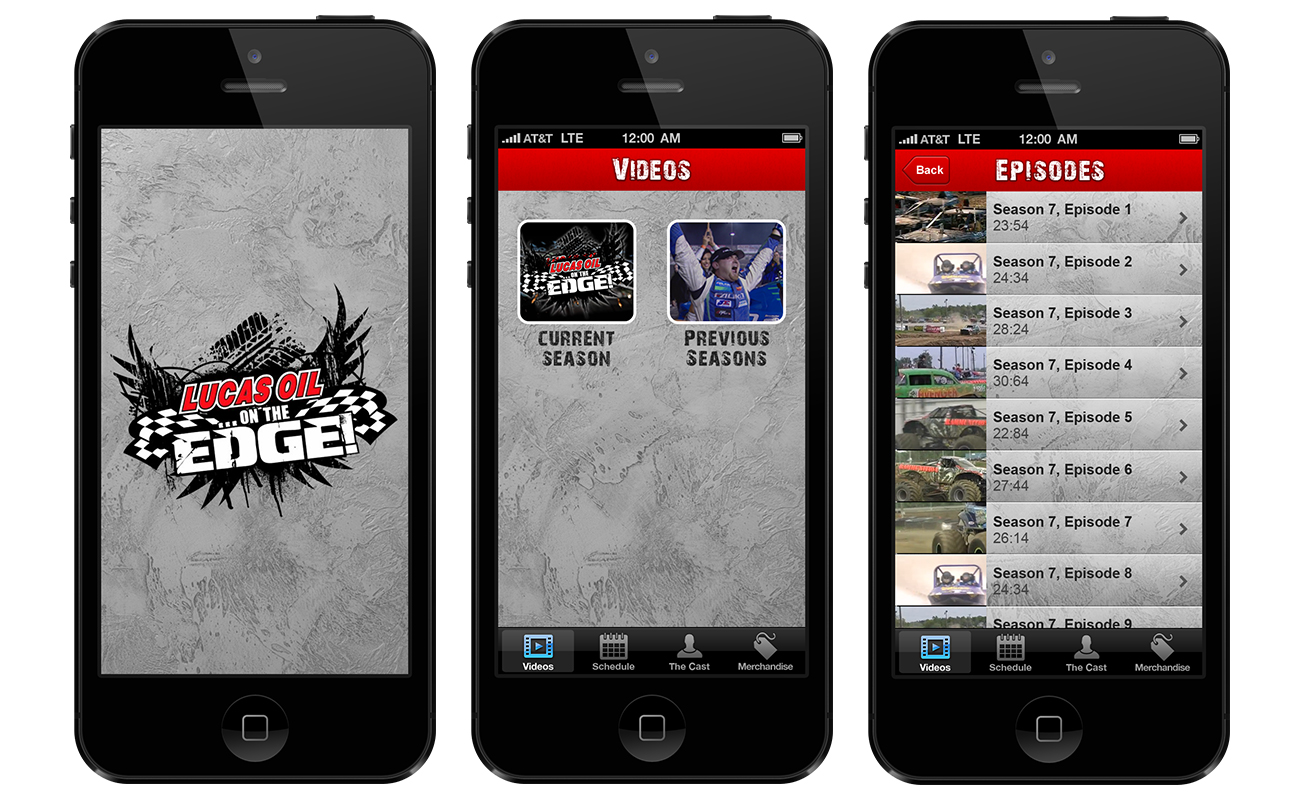 LUCAS OIL
...ON THE
EDGE!
AT&T LTE 12:00 AM
VIDEOS
LUCAS OIL
...ON THE
EDGE!
CURRENT
SEASON
PREVIOUS
SEASONS
Videos Schedule The Cast Merchandise
AT&T LTE 12:00 AM
Back EPISODES
Season 7, Episode 1
23:54
Season 7, Episode 2
24:34
Season 7, Episode 3
28:24
Season 7, Episode 4
30:64
Season 7, Episode 5
22:84
Season 7, Episode 6
27:44
Season 7, Episode 7
26:14
Season 7, Episode 8
24:34
Season 7, Episode 9
Videos Schedule The Cast Merchandise